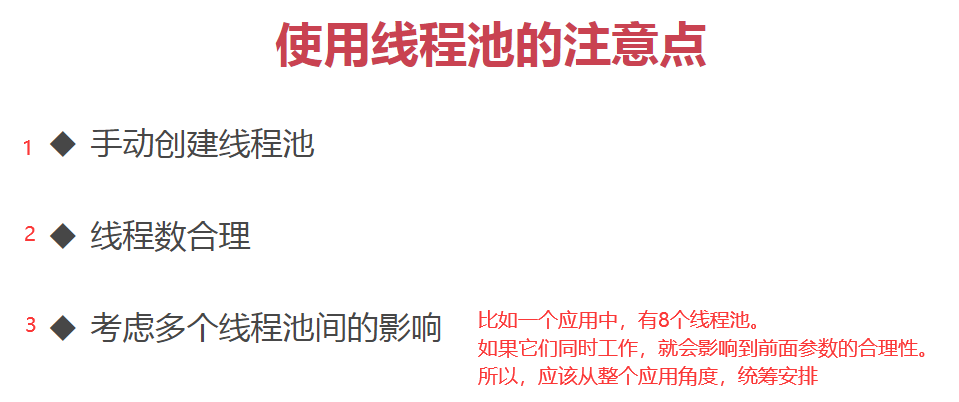 使用线程池的注意点
1 ◆ 手动创建线程池
2 ◆ 线程数合理
3 ◆ 考虑多个线程池间的影响
比如一个应用中，有8个线程池。
如果它们同时工作，就会影响到前面参数的合理性。
所以，应该从整个应用角度，统筹安排